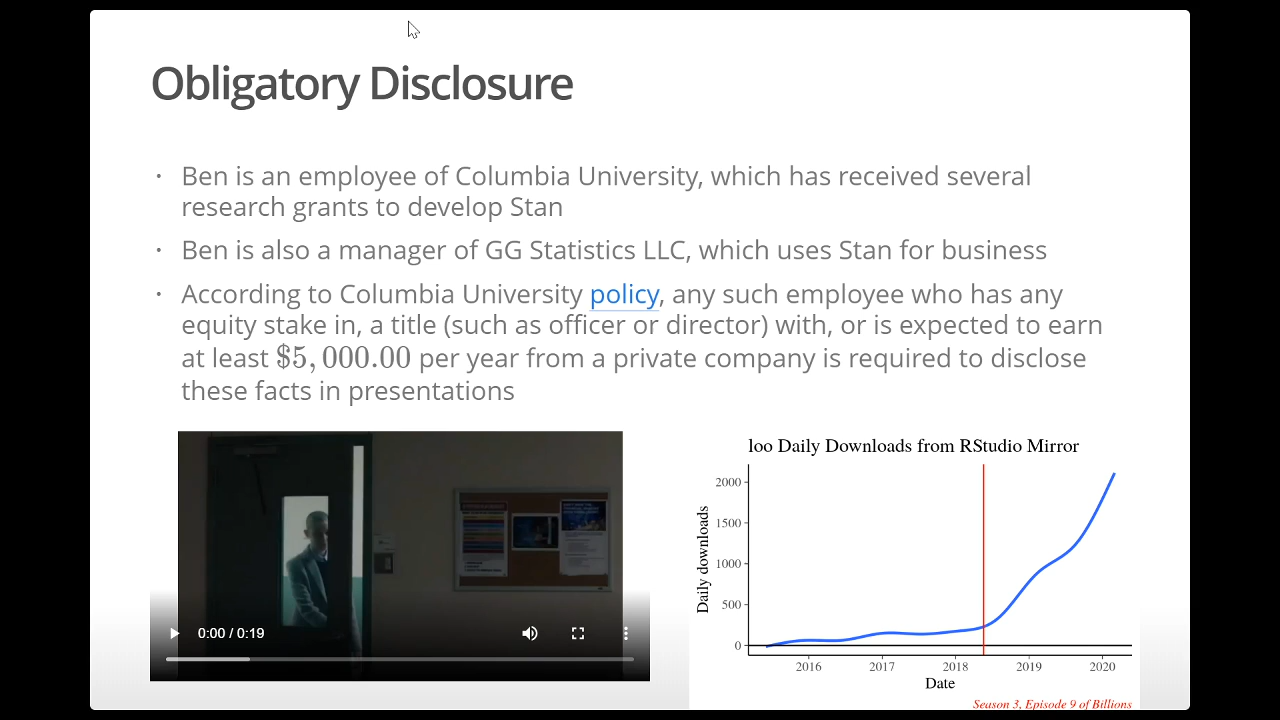 Obligatory Disclosure
• Ben is an employee of Columbia University, which has received several
research grants to develop Stan
• Ben is also a manager of GG Statistics LLC, which uses Stan for business
• According to Columbia University policy, any such employee who has any
equity stake in, a title (such as officer or director) with, or is expected to earn
at least $5,000.00 per year from a private company is required to disclose
these facts in presentations
0:00 / 0:19
loo Daily Downloads from RStudio Mirror
Daily downloads
2000
1500
1000
500
0
2016 2017 2018 2019 2020
Date
Season 3, Episode 9 of Billions